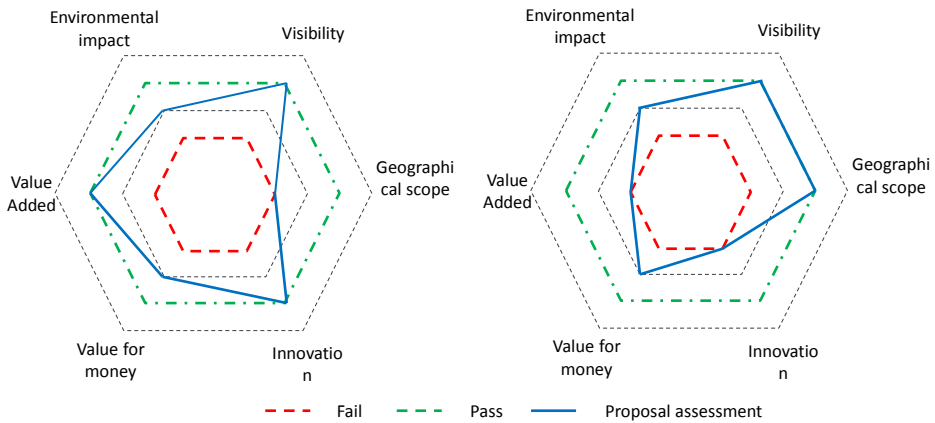 Environmental
impact
Visibility
Geographi
cal scope
Innovatio
n
Value for
money
Value
Added
Environmental
impact
Visibility
Geographi
cal scope
Innovatio
n
Value for
money
Value
Added
Fail
Pass
Proposal assessment